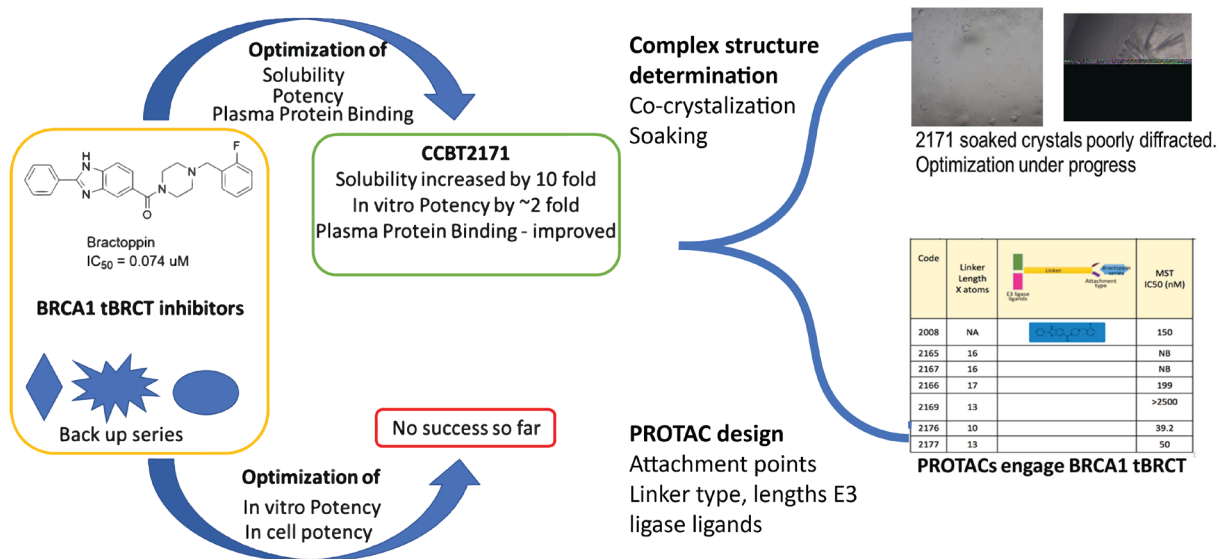 Optimization of
Solubility
Potency
Plasma Protein Binding
NH
N
O
N
N
F
Bractoppin
IC50 = 0.074 uM
BRCA1 tBRCT inhibitors
Back up series
CCBT2171
Solubility increased by 10 fold
In vitro Potency by ~2 fold
Plasma Protein Binding - improved
No success so far
Optimization of
In vitro Potency
In cell potency
Complex structure
determination
Co-crystalization
Soaking
2171 soaked crystals poorly diffracted.
Optimization under progress
PROTAC design
Attachment points
Linker type, lengths E3
ligase ligands
Code
Linker
Length
X atoms
E3 ligase
ligands
Linker
Attachment
type
Bractoppin
series
MST
IC50 (nM)
2008 NA 150
2165 16 NB
2167 16 NB
2166 17 199
2169 13 >2500
2176 10 39.2
2177 13 50
PROTACs engage BRCA1 tBRCT